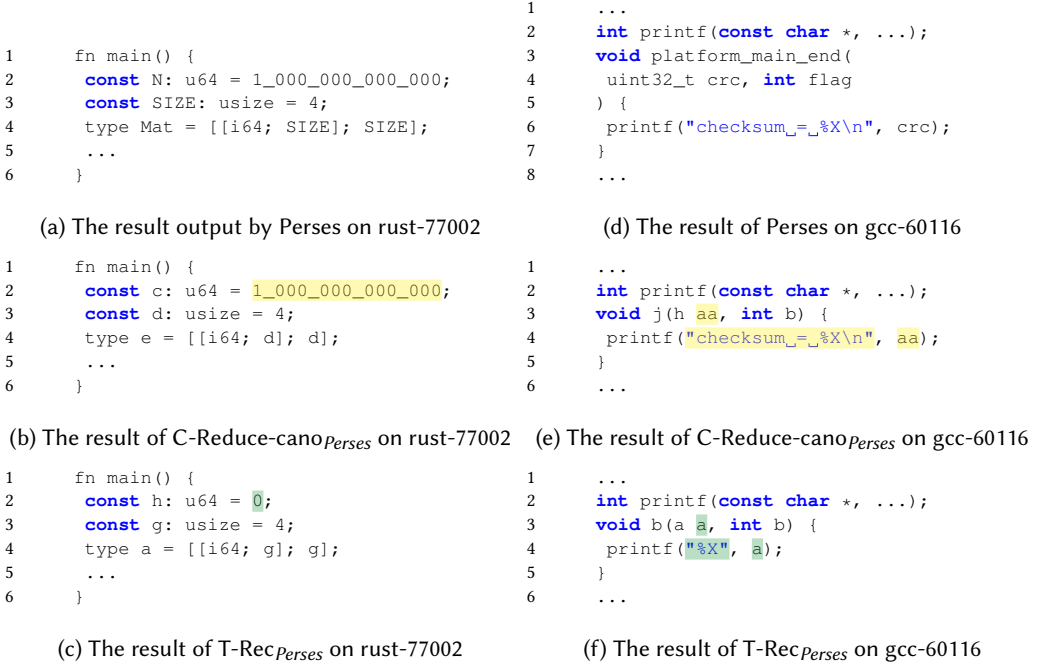 1 fn main() {
2 const N: u64 = 1_000_000_000_000;
3 const SIZE: usize = 4;
4 type Mat = [[i64; SIZE]; SIZE];
5 ...
6 }
(a) The result output by Perses on rust-77002
1 fn main() {
2 const c: u64 = 1_000_000_000_000;
3 const d: usize = 4;
4 type e = [[i64; d]; d];
5 ...
6 }
(b) The result of C-Reduce-cano_Perses on rust-77002
1 fn main() {
2 const h: u64 = 0;
3 const g: usize = 4;
4 type a = [[i64; g]; g];
5 ...
6 }
(c) The result of T-Rec_Perses on rust-77002
1 ...
2 int printf(const char *, ...);
3 void platform_main_end(
4 uint32_t crc, int flag
5 ) {
6 printf("checksum␣=␣%X\n", crc);
7 }
8 ...
(d) The result of Perses on gcc-60116
1 ...
2 int printf(const char *, ...);
3 void j(h aa, int b) {
4 printf("checksum␣=␣%X\n", aa);
5 }
6 ...
(e) The result of C-Reduce-cano_Perses on gcc-60116
1 ...
2 int printf(const char *, ...);
3 void b(a a, int b) {
4 printf("%X", a);
5 }
6 ...
(f) The result of T-Rec_Perses on gcc-60116